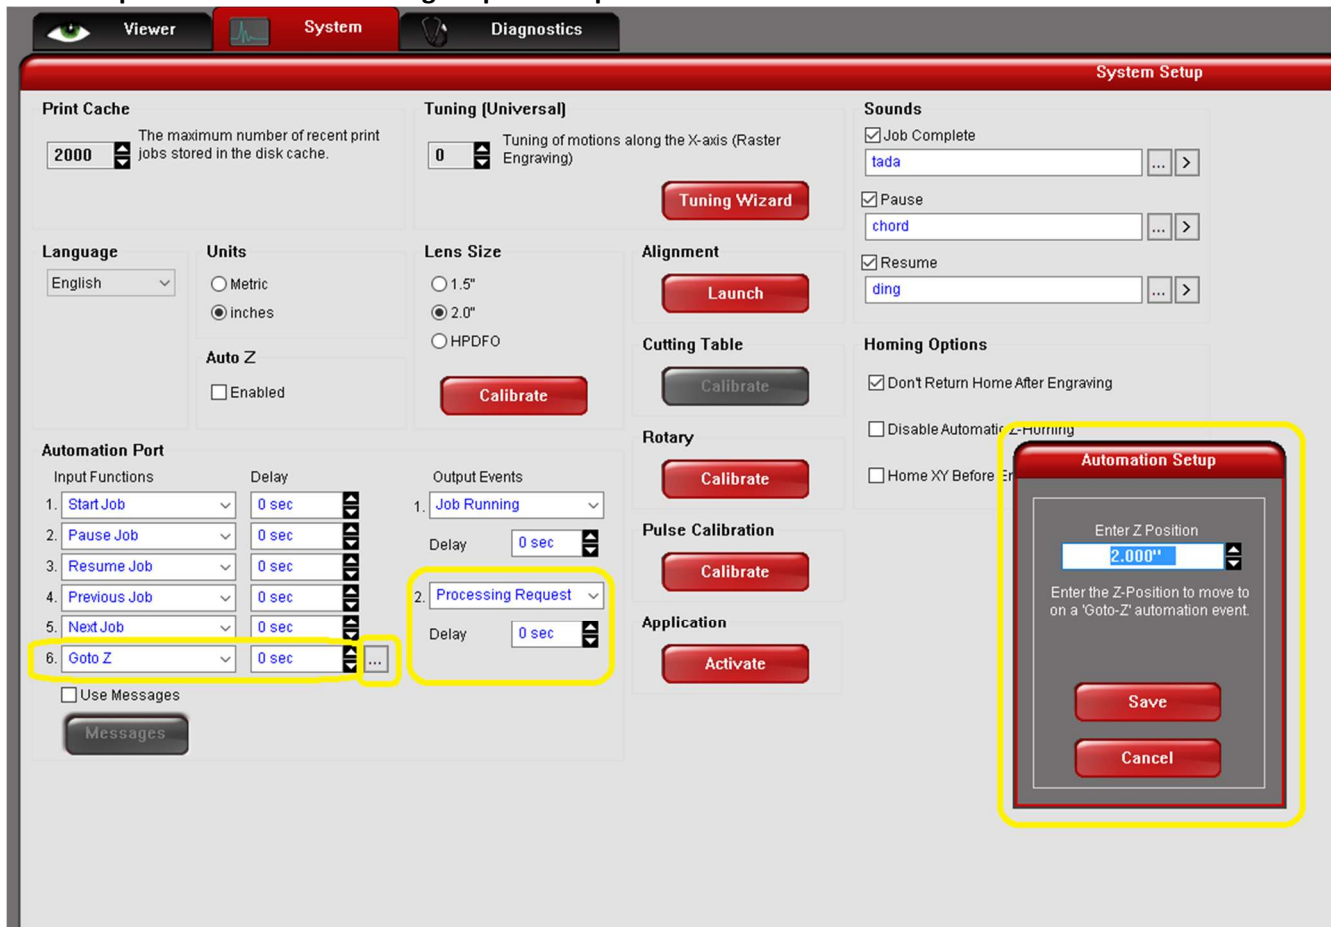 Viewer
System
Diagnostics
System Setup
Print Cache
2000
The maximum number of recent print
jobs stored in the disk cache.
Tuning (Universal)
0
Tuning of motions along the X-axis (Raster
Engraving)
Tuning Wizard
Sounds
Job Complete
tada
...
>
Pause
chord
...
>
Resume
ding
...
>
Language
English
Units
Metric
inches
Auto Z
Enabled
Lens Size
1.5"
2.0"
HPDFO
Calibrate
Alignment
Launch
Cutting Table
Calibrate
Rotary
Calibrate
Pulse Calibration
Calibrate
Application
Activate
Homing Options
Don't Return Home After Engraving
Disable Automatic Z-Homing
Home XY Before
Automation Port
Input Functions
Delay
1. Start Job
0 sec
2. Pause Job
0 sec
3. Resume Job
0 sec
4. Previous Job
0 sec
5. Next Job
0 sec
6. Goto Z
0 sec
...
Use Messages
Messages
Output Events
1. Job Running
Delay
0 sec
2. Processing Request
Delay
0 sec
Automation Setup
Enter Z Position
2.000"
Enter the Z-Position to move to
on a 'Goto-Z' automation event.
Save
Cancel